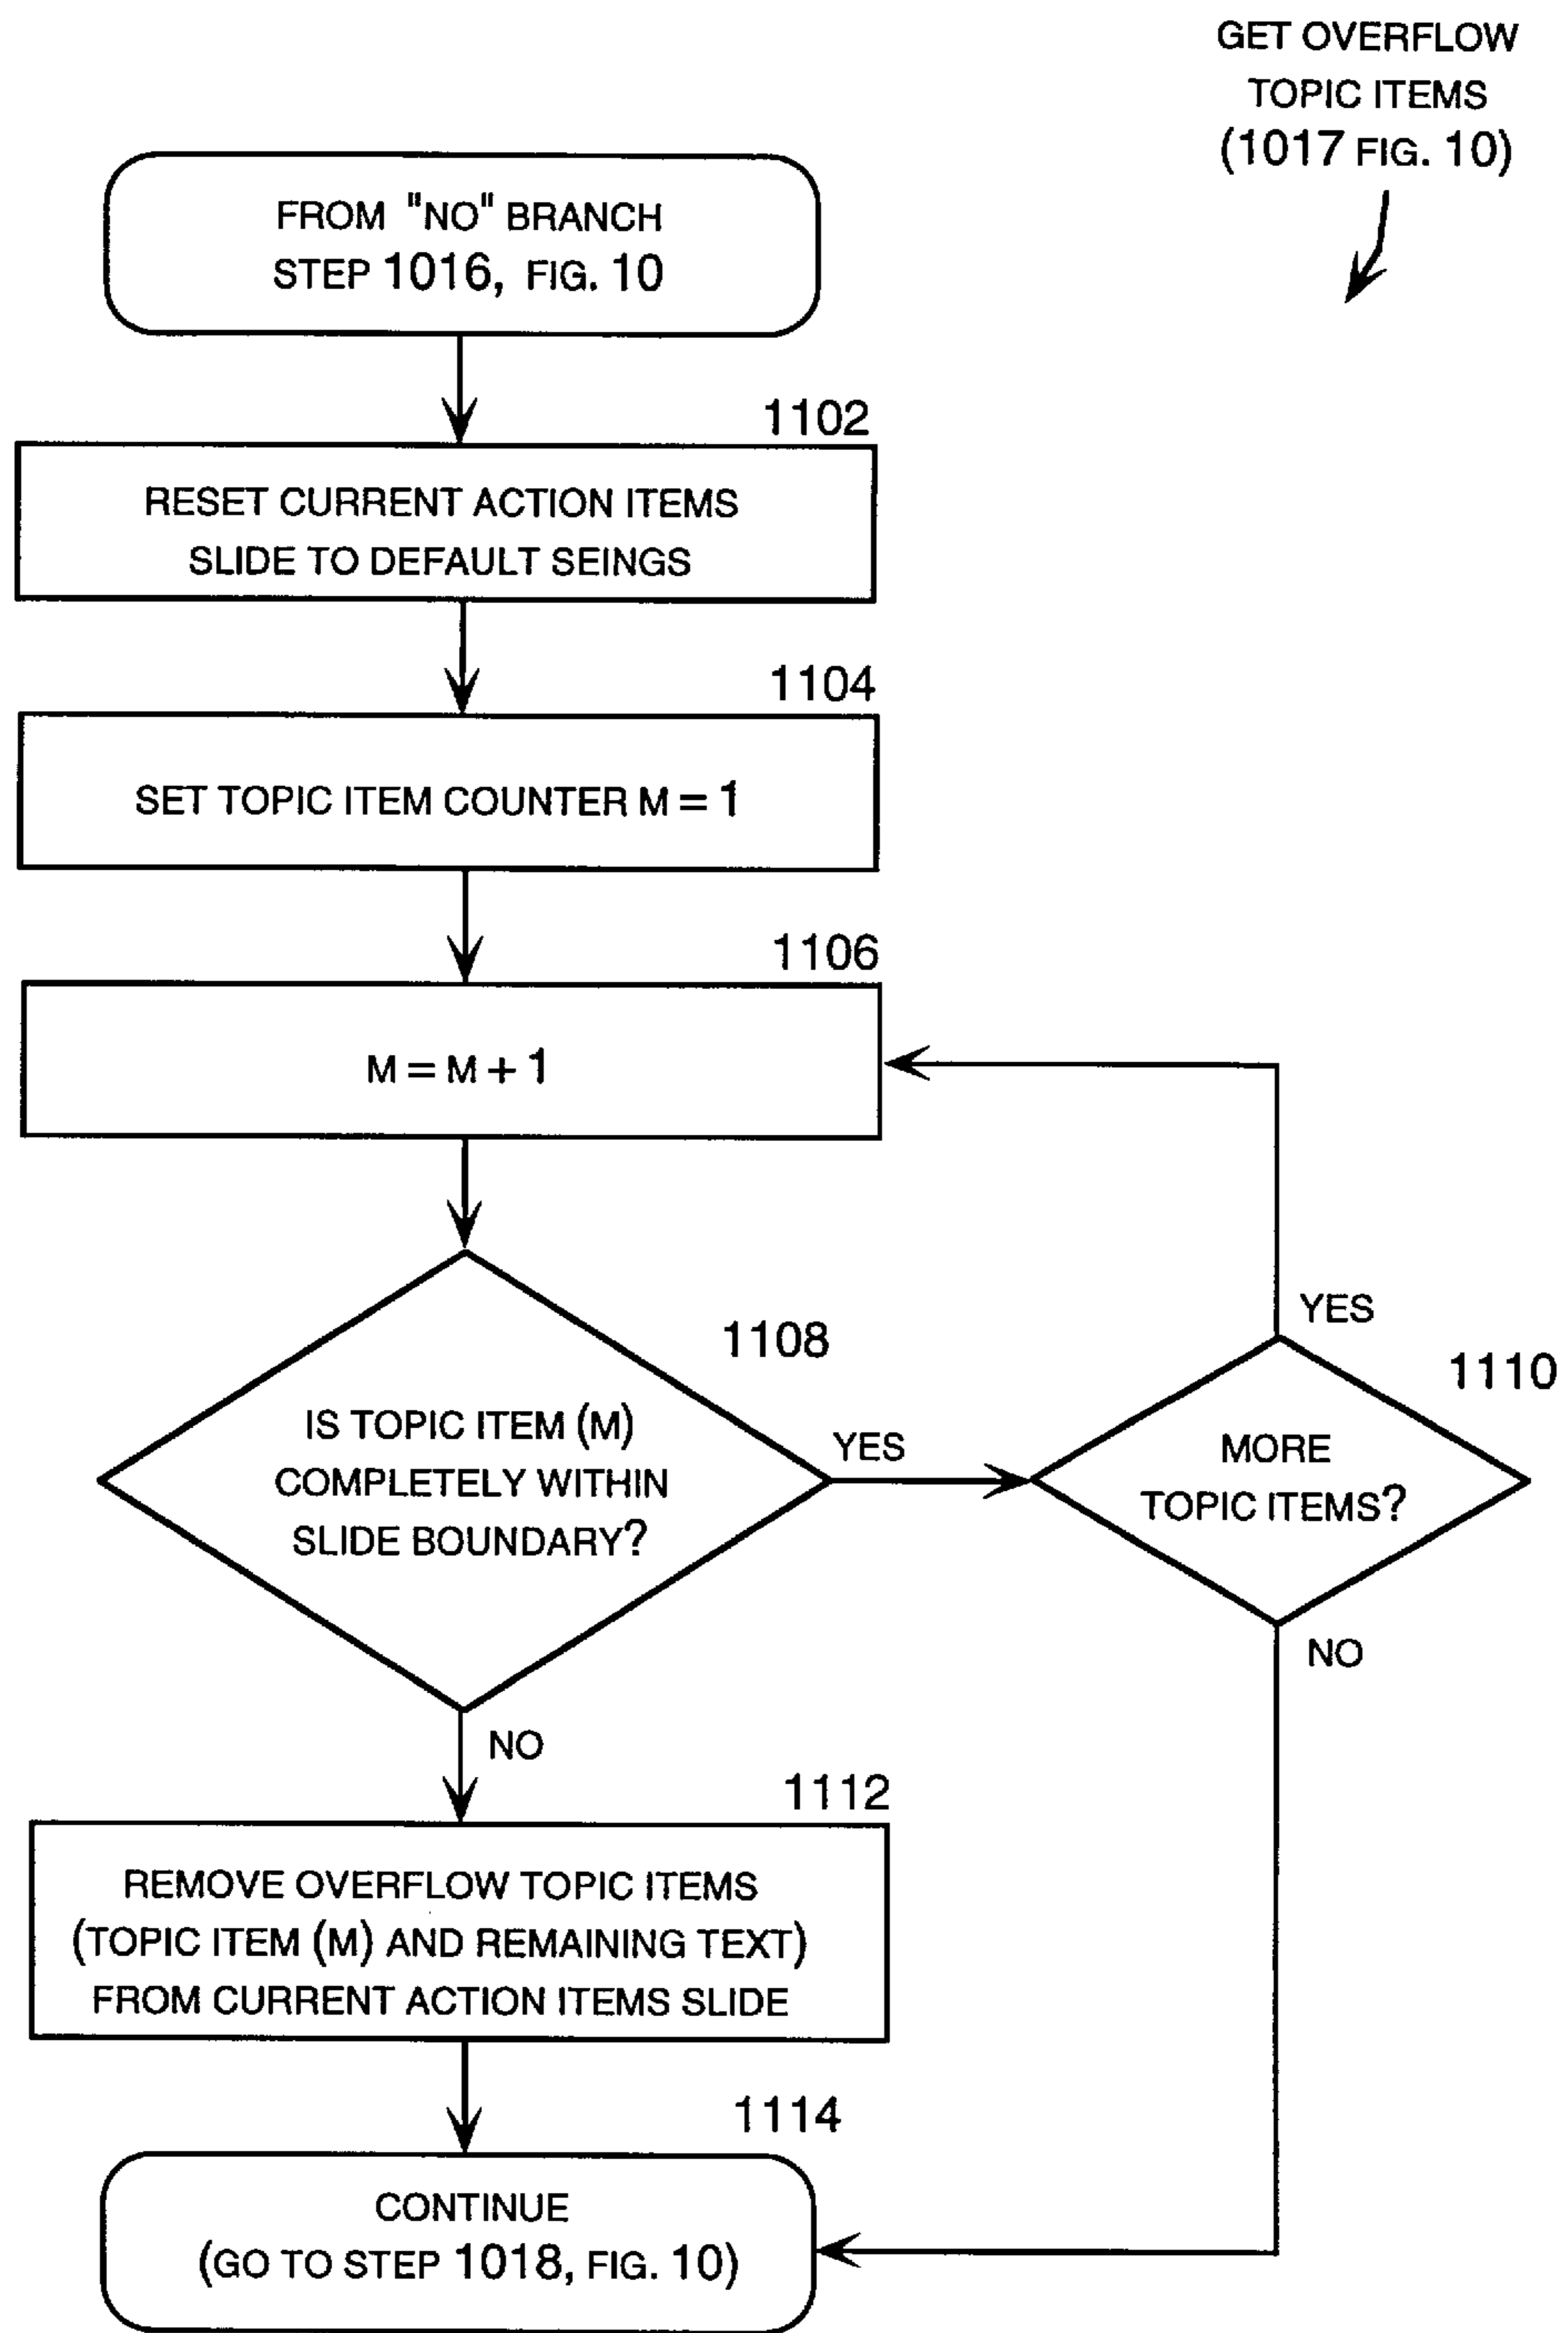 GET OVERFLOW
TOPIC ITEMS
(1017 FIG. 10)
FROM "NO" BRANCH
STEP 1016, FIG. 10
1102
RESET CURRENT ACTION ITEMS
SLIDE TO DEFAULT SEINGS
1104
SET TOPIC ITEM COUNTER M = 1
1106
M = M + 1
1108
IS TOPIC ITEM (M)
COMPLETELY WITHIN
SLIDE BOUNDARY?
YES
YES
1110
MORE
TOPIC ITEMS?
NO
NO
1112
REMOVE OVERFLOW TOPIC ITEMS
(TOPIC ITEM (M) AND REMAINING TEXT)
FROM CURRENT ACTION ITEMS SLIDE
1114
CONTINUE
(GO TO STEP 1018, FIG. 10)